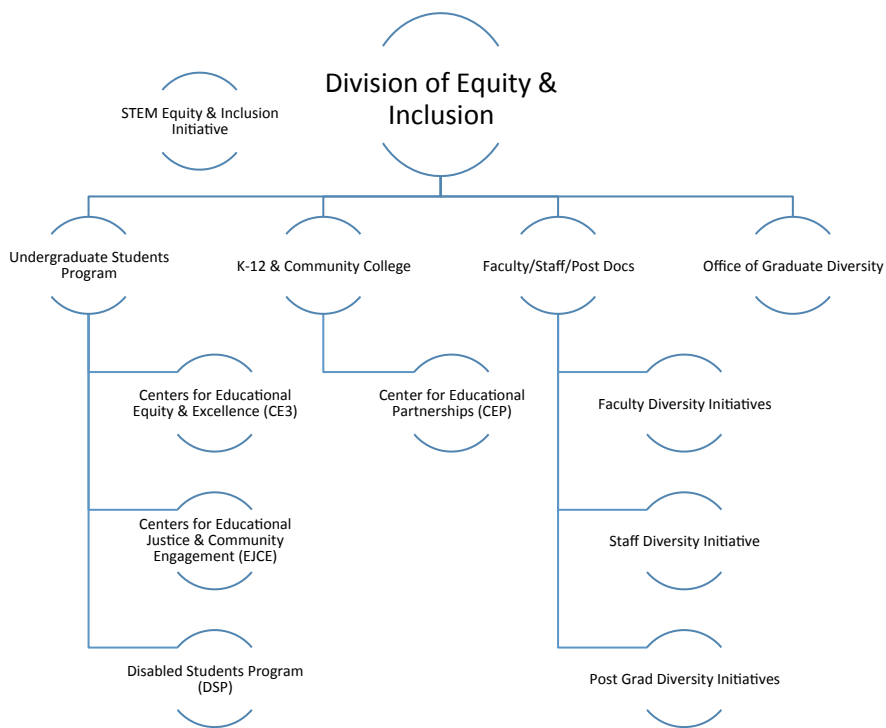 Division of Equity &
Inclusion
STEM Equity & Inclusion
Initiative
Undergraduate Students
Program
K-12 & Community College
Faculty/Staff/Post Docs
Office of Graduate Diversity
Centers for Educational
Equity & Excellence (CE3)
Center for Educational
Partnerships (CEP)
Faculty Diversity Initiatives
Centers for Educational
Justice & Community
Engagement (EJCE)
Staff Diversity Initiative
Disabled Students Program
(DSP)
Post Grad Diversity Initiatives